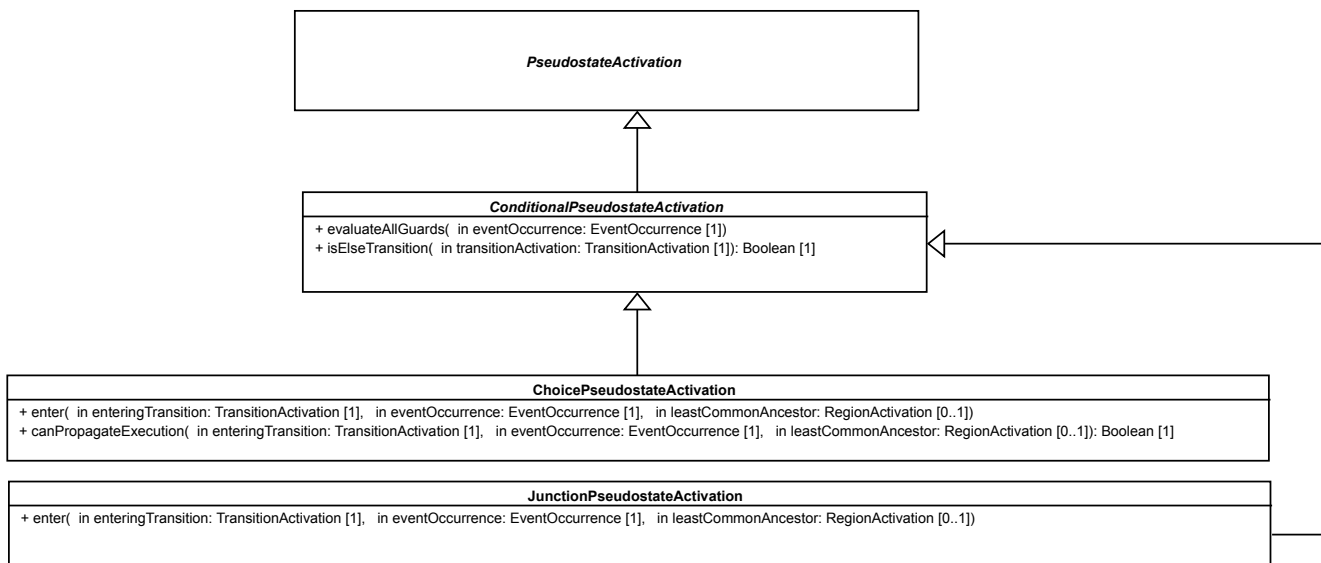 PseudostateActivation
ConditionalPseudostateActivation
+ evaluateAllGuards(  in eventOccurrence: EventOccurrence [1])
+ isElseTransition(  in transitionActivation: TransitionActivation [1]): Boolean [1]
ChoicePseudostateActivation
+ enter(  in enteringTransition: TransitionActivation [1],   in eventOccurrence: EventOccurrence [1],   in leastCommonAncestor: RegionActivation [0..1])
+ canPropagateExecution(  in enteringTransition: TransitionActivation [1],   in eventOccurrence: EventOccurrence [1],   in leastCommonAncestor: RegionActivation [0..1]): Boolean [1]
JunctionPseudostateActivation
+ enter(  in enteringTransition: TransitionActivation [1],   in eventOccurrence: EventOccurrence [1],   in leastCommonAncestor: RegionActivation [0..1])